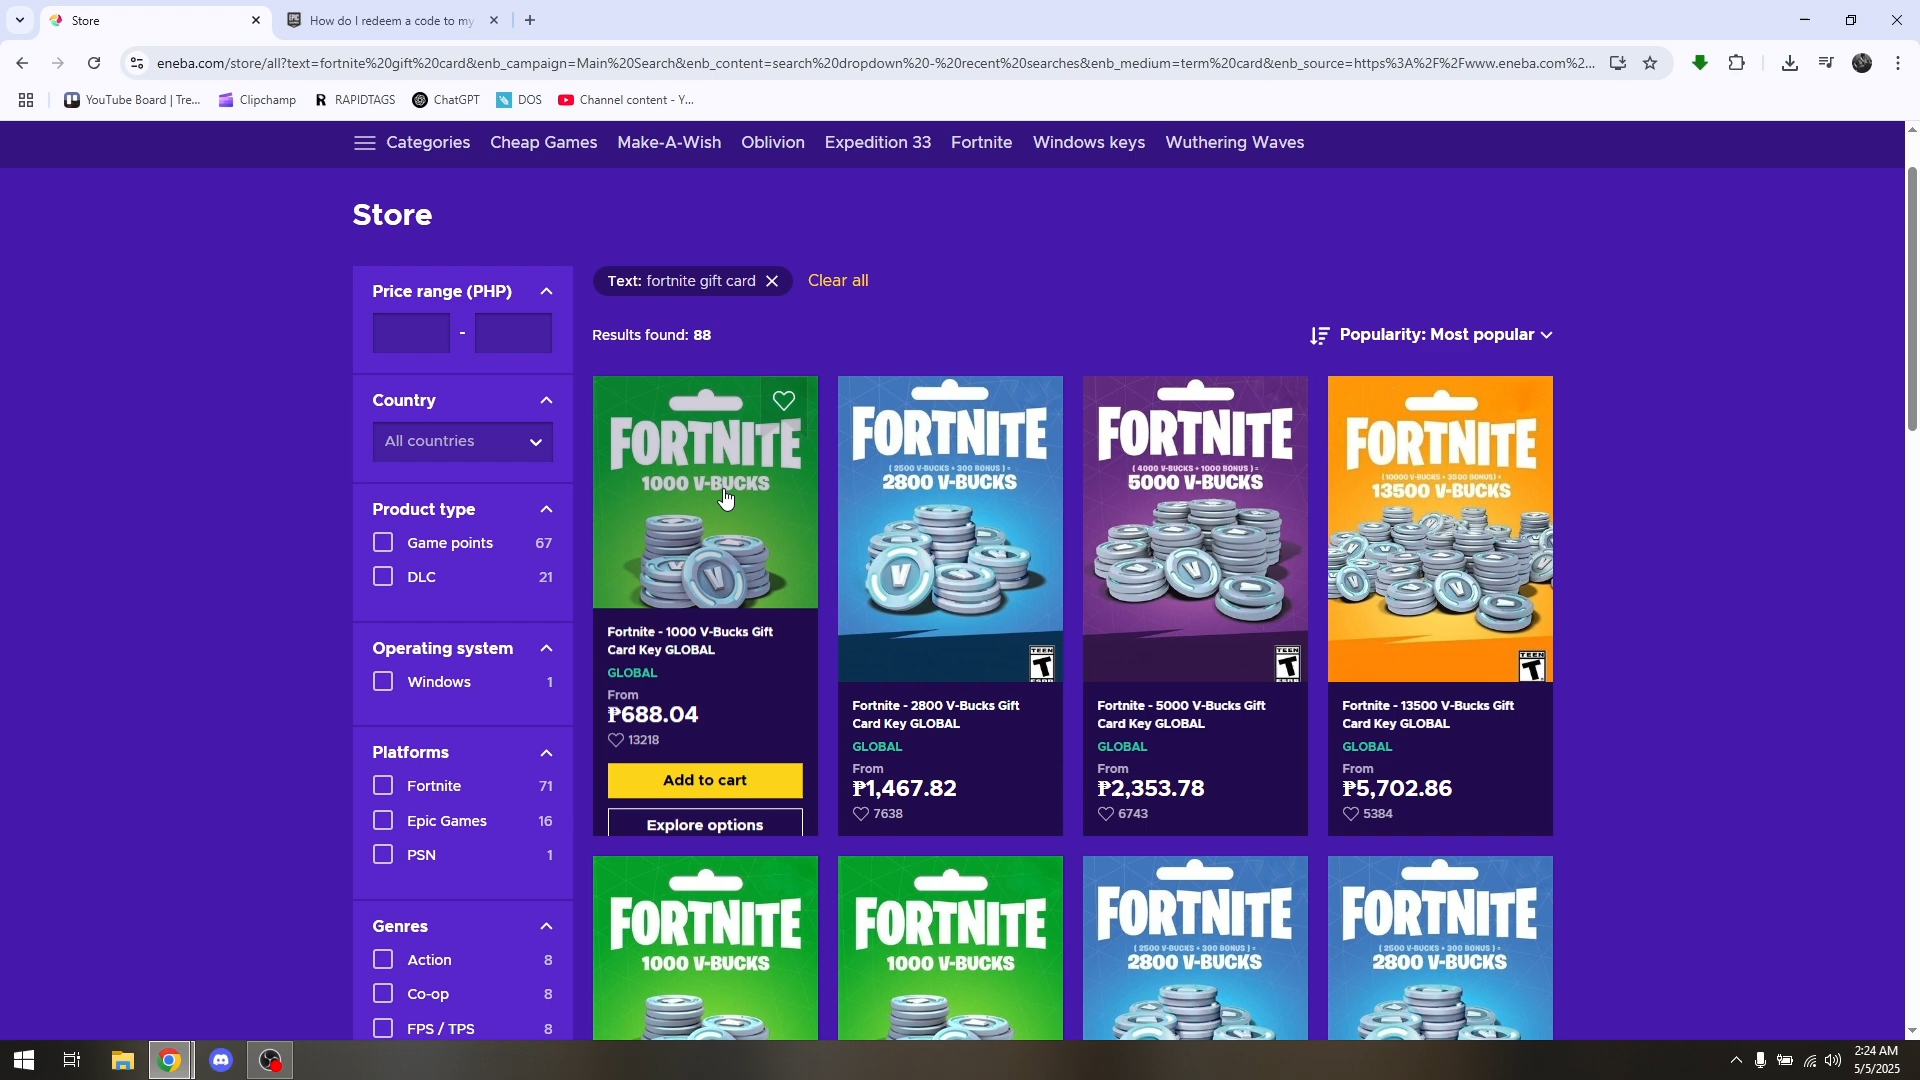 Store
How do I redeem a code to my
eneba.com/store/all?text=fortnite%20gift%20card&enb_campaign=Main%20Search&enb_content=search%20dropdown%20-%20recent%20searches&enb_medium=term%20card&enb_source=https%3A%2F%2Fwww.eneba.com%2...
YouTube Board | Tre...
Clipchamp
RAPIDTAGS
ChatGPT
DOS
Channel content - Y...
Categories
Cheap Games
Make-A-Wish
Oblivion
Expedition 33
Fortnite
Windows keys
Wuthering Waves
Store
Price range (PHP)
-
Country
All countries
Product type
Game points 67
DLC 21
Operating system
Windows 1
Platforms
Fortnite 71
Epic Games 16
PSN 1
Genres
Action 8
Co-op 8
FPS / TPS 8
Text: fortnite gift card
Clear all
Results found: 88
Popularity: Most popular
FORTNITE
1000 V-BUCKS
Fortnite - 1000 V-Bucks Gift
Card Key GLOBAL
GLOBAL
From
₱688.04
13218
Add to cart
Explore options
FORTNITE
( 2500 V-BUCKS + 300 BONUS ) =
2800 V-BUCKS
TEEN
T
ESRB
Fortnite - 2800 V-Bucks Gift
Card Key GLOBAL
GLOBAL
From
₱1,467.82
7638
FORTNITE
( 4000 V-BUCKS + 1000 BONUS ) =
5000 V-BUCKS
TEEN
T
ESRB
Fortnite - 5000 V-Bucks Gift
Card Key GLOBAL
GLOBAL
From
₱2,353.78
6743
FORTNITE
(10000 V-BUCKS + 3500 BONUS) =
13500 V-BUCKS
TEEN
T
Fortnite - 13500 V-Bucks Gift
Card Key GLOBAL
GLOBAL
From
₱5,702.86
5384
FORTNITE
1000 V-BUCKS
FORTNITE
1000 V-BUCKS
FORTNITE
( 2500 V-BUCKS + 300 BONUS ) =
2800 V-BUCKS
FORTNITE
( 2500 V-BUCKS + 300 BONUS ) =
2800 V-BUCKS
2:24 AM
5/5/2025